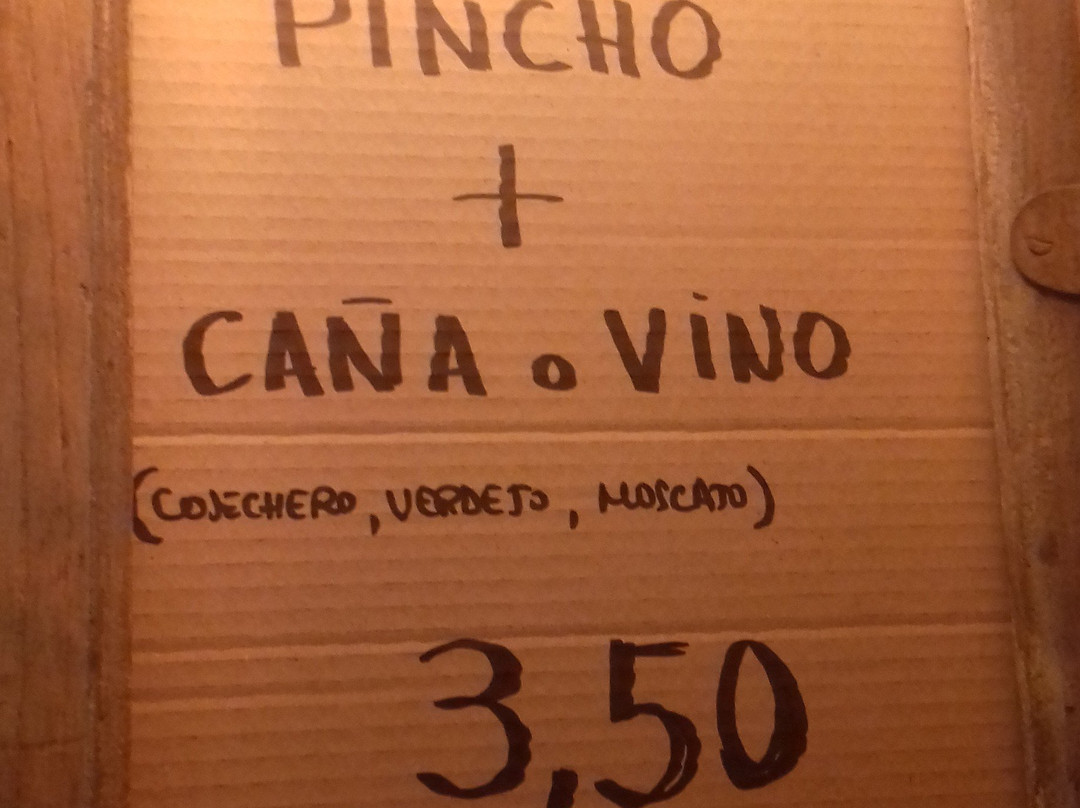 PINCHO
+
CAÑA o VINO
(COSECHERO, VERDEJO, MOSCATO)
3,50